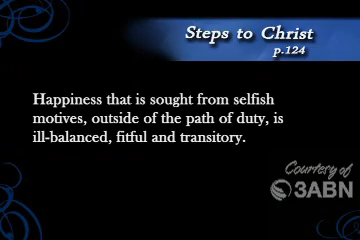 Steps to Christ
p.124
Happiness that is sought from selfish
motives, outside of the path of duty, is
ill-balanced, fitful and transitory.
Courtesy of
3ABN